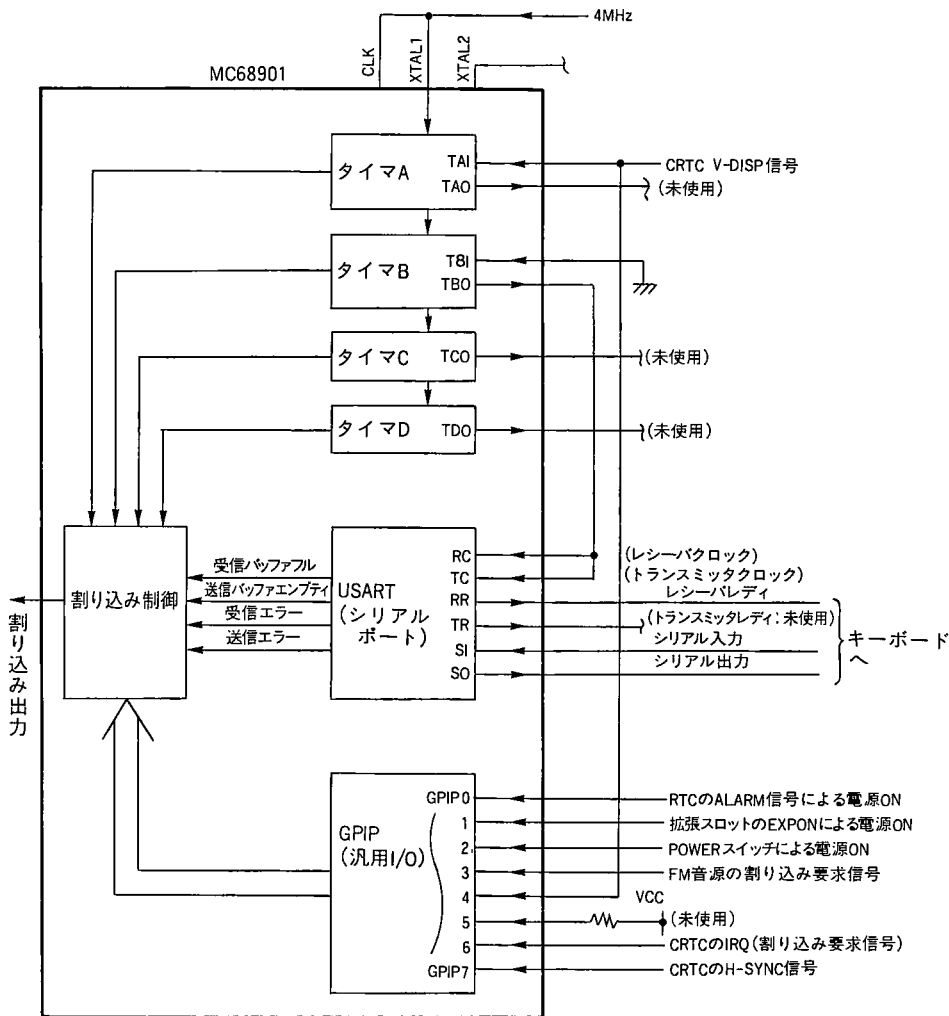 4MHz
CLK
XTAL1
XTAL2
MC68901
タイマA
TAI
TAO
CRTC V-DISP信号
(未使用)
タイマB
T8I
TBO
タイマC
TCO
(未使用)
タイマD
TDO
(未使用)
割り込み制御
割り込み出力
受信バッファフル
送信バッファエンプティ
受信エラー
送信エラー
USART
(シリアル
ポート)
RC
TC
RR
TR
SI
SO
(レシーバクロック)
(トランスミッタクロック)
レシーバレディ
(トランスミッタレディ:未使用)
シリアル入力
シリアル出力
キーボード
へ
GPIP
(汎用I/O)
GPIP0
1
2
3
4
5
6
GPIP7
RTCのALARM信号による電源ON
拡張スロットのEXPONによる電源ON
POWERスイッチによる電源ON
FM音源の割り込み要求信号
VCC
(未使用)
CRTCのIRQ(割り込み要求信号)
CRTCのH-SYNC信号